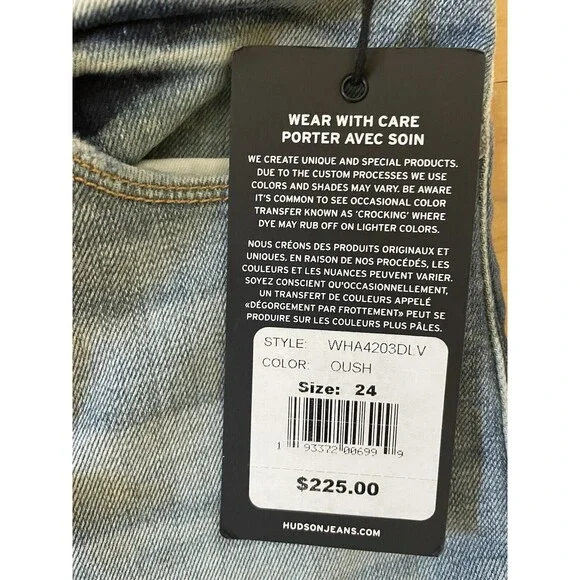 WEAR WITH CARE
PORTER AVEC SOIN
WE CREATE UNIQUE AND SPECIAL PRODUCTS.
DUE TO THE CUSTOM PROCESSES WE USE
COLORS AND SHADES MAY VARY. BE AWARE
IT'S COMMON TO SEE OCCASIONAL COLOR
TRANSFER KNOWN AS 'CROCKING' WHERE
DYE MAY RUB OFF ON LIGHTER COLORS.
NOUS CRÉONS DES PRODUITS ORIGINAUX ET
UNIQUES. EN RAISON DE NOS PROCÉDÉS, LES
COULEURS ET LES NUANCES PEUVENT VARIER.
SOYEZ CONSCIENT QU'OCCASIONNELLEMENT,
UN TRANSFERT DE COULEURS APPELÉ
«DÉGORGEMENT PAR FROTTEMENT» PEUT SE
PRODUIRE SUR LES COULEURS PLUS PÂLES.
STYLE: WHA4203DLV
COLOR: OUSH
Size: 24
1 93372 00699 9
$225.00
HUDSONJEANS.COM